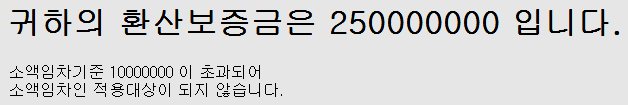 귀하의 환산보증금은 250000000 입니다.
소액임차기준 10000000 이 초과되어
소액임차인 적용대상이 되지 않습니다.